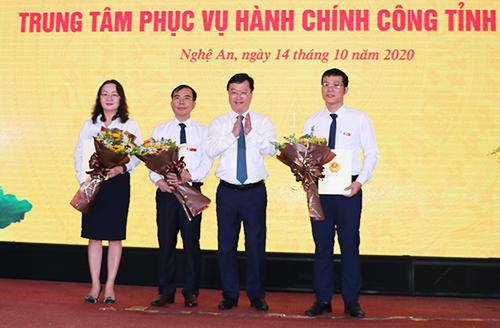 TRUNG TÂM PHỤC VỤ HÀNH CHÍNH CÔNG TỈNH
Nghệ An, ngày 14 tháng 10 năm 2020